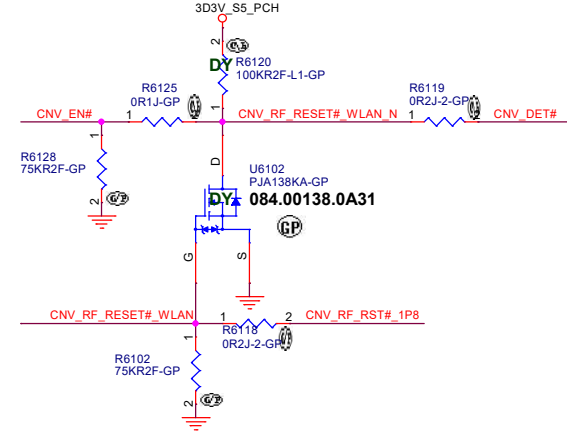 3D3V_S5_PCH
2
DY
R6120
100KR2F-L1-GP
1
R6125
0R1J-GP
R6119
0R2J-2-GP
CNV_EN#
1
2
CNV_RF_RESET#_WLAN_N
1
2
CNV_DET#
1
R6128
75KR2F-GP
2
G/P
D
U6102
PJA138KA-GP
DY
084.00138.0A31
GP
G
S
CNV_RF_RESET#_WLAN
1
2
CNV_RF_RST#_1P8
R6118
0R2J-2-GP
1
R6102
75KR2F-GP
2
G/P